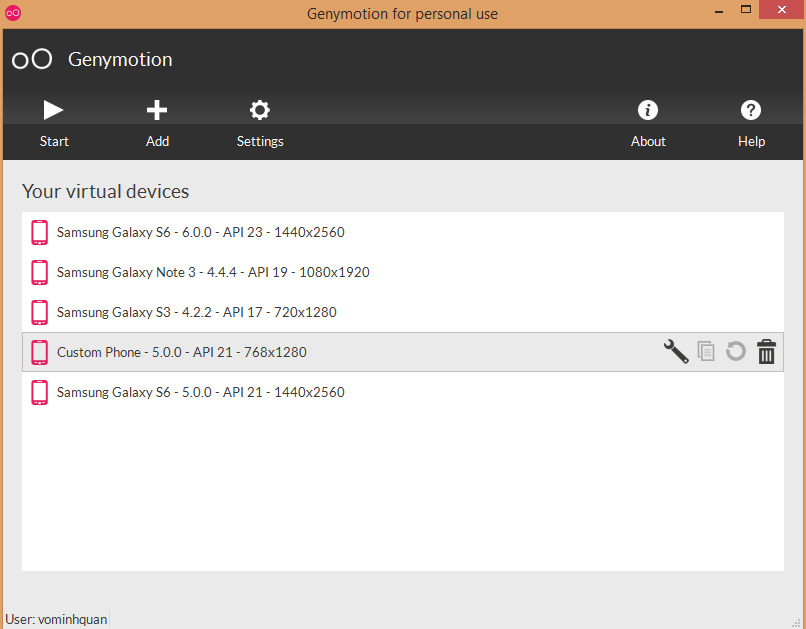 Genymotion for personal use
oO Genymotion
Start Add Settings About Help
Your virtual devices
Samsung Galaxy S6 - 6.0.0 - API 23 - 1440x2560
Samsung Galaxy Note 3 - 4.4.4 - API 19 - 1080x1920
Samsung Galaxy S3 - 4.2.2 - API 17 - 720x1280
Custom Phone - 5.0.0 - API 21 - 768x1280
Samsung Galaxy S6 - 5.0.0 - API 21 - 1440x2560
User: vominhquan